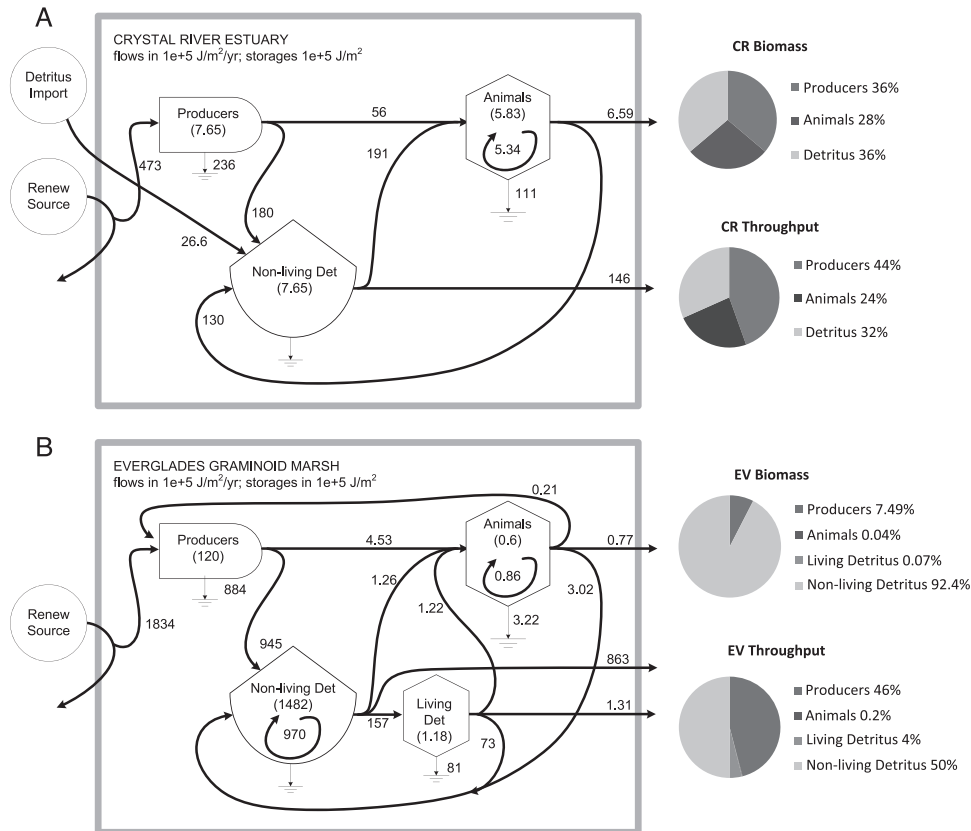 A
CRYSTAL RIVER ESTUARY
flows in 1e+5 J/m²/yr; storages 1e+5 J/m²
Detritus
Import
Renew
Source
473
Producers
(7.65)
236
56
180
26.6
Non-living Det
(7.65)
130
191
Animals
(5.83)
5.34
111
6.59
146
CR Biomass
Producers 36%
Animals 28%
Detritus 36%
CR Throughput
Producers 44%
Animals 24%
Detritus 32%
B
EVERGLADES GRAMINOID MARSH
flows in 1e+5 J/m²/yr; storages in 1e+5 J/m²
Renew
Source
1834
Producers
(120)
884
0.21
4.53
945
1.26
1.22
Animals
(0.6)
0.86
3.22
0.77
3.02
863
Non-living Det
(1482)
970
157
Living
Det
(1.18)
81
73
1.31
EV Biomass
Producers 7.49%
Animals 0.04%
Living Detritus 0.07%
Non-living Detritus 92.4%
EV Throughput
Producers 46%
Animals 0.2%
Living Detritus 4%
Non-living Detritus 50%